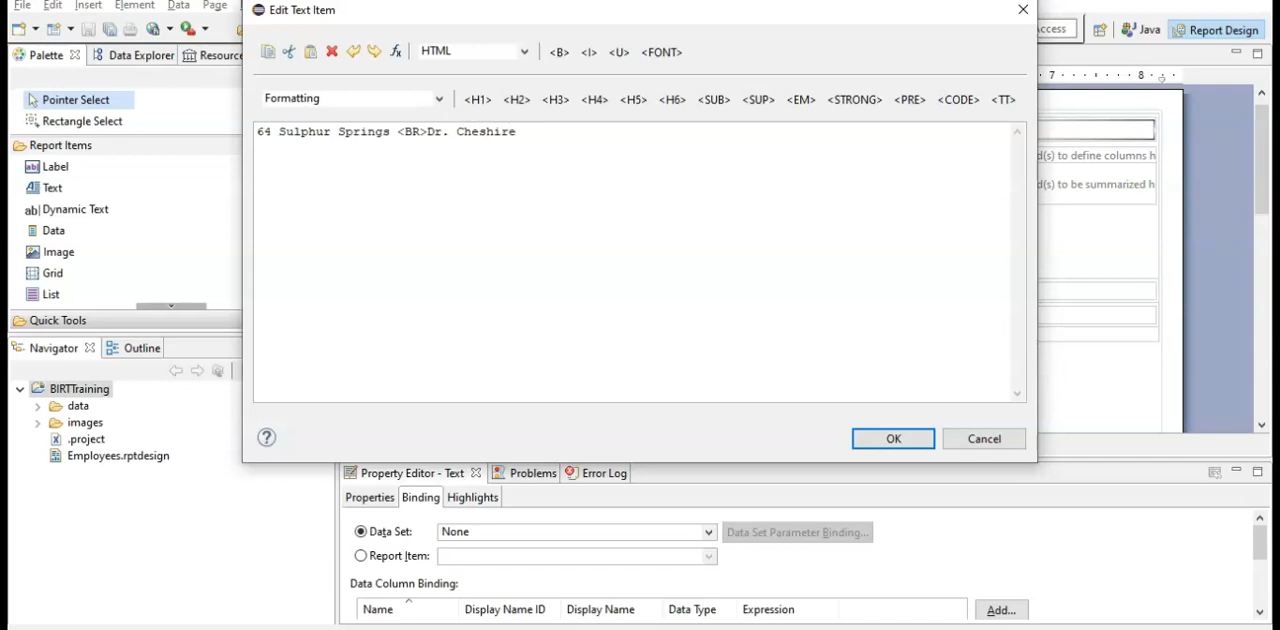 File Edit Insert Element Data Page
Edit Text Item
Palette Data Explorer Resource
HTML <B> <I> <U> <FONT>
Java Report Design
Formatting <H1> <H2> <H3> <H4> <H5> <H6> <SUB> <SUP> <EM> <STRONG> <PRE> <CODE> <TT>
7 8
Pointer Select
Rectangle Select
64 Sulphur Springs <BR>Dr. Cheshire
Report Items
d(s) to define columns h
Label
Text
d(s) to be summarized h
ab| Dynamic Text
Data
Image
Grid
List
Quick Tools
Navigator Outline
BIRTTraining
data
images
.project
Employees.rptdesign
OK Cancel
Property Editor - Text Problems Error Log
Properties Binding Highlights
Data Set: None Data Set Parameter Binding...
Report Item:
Data Column Binding:
Name Display Name ID Display Name Data Type Expression Add...